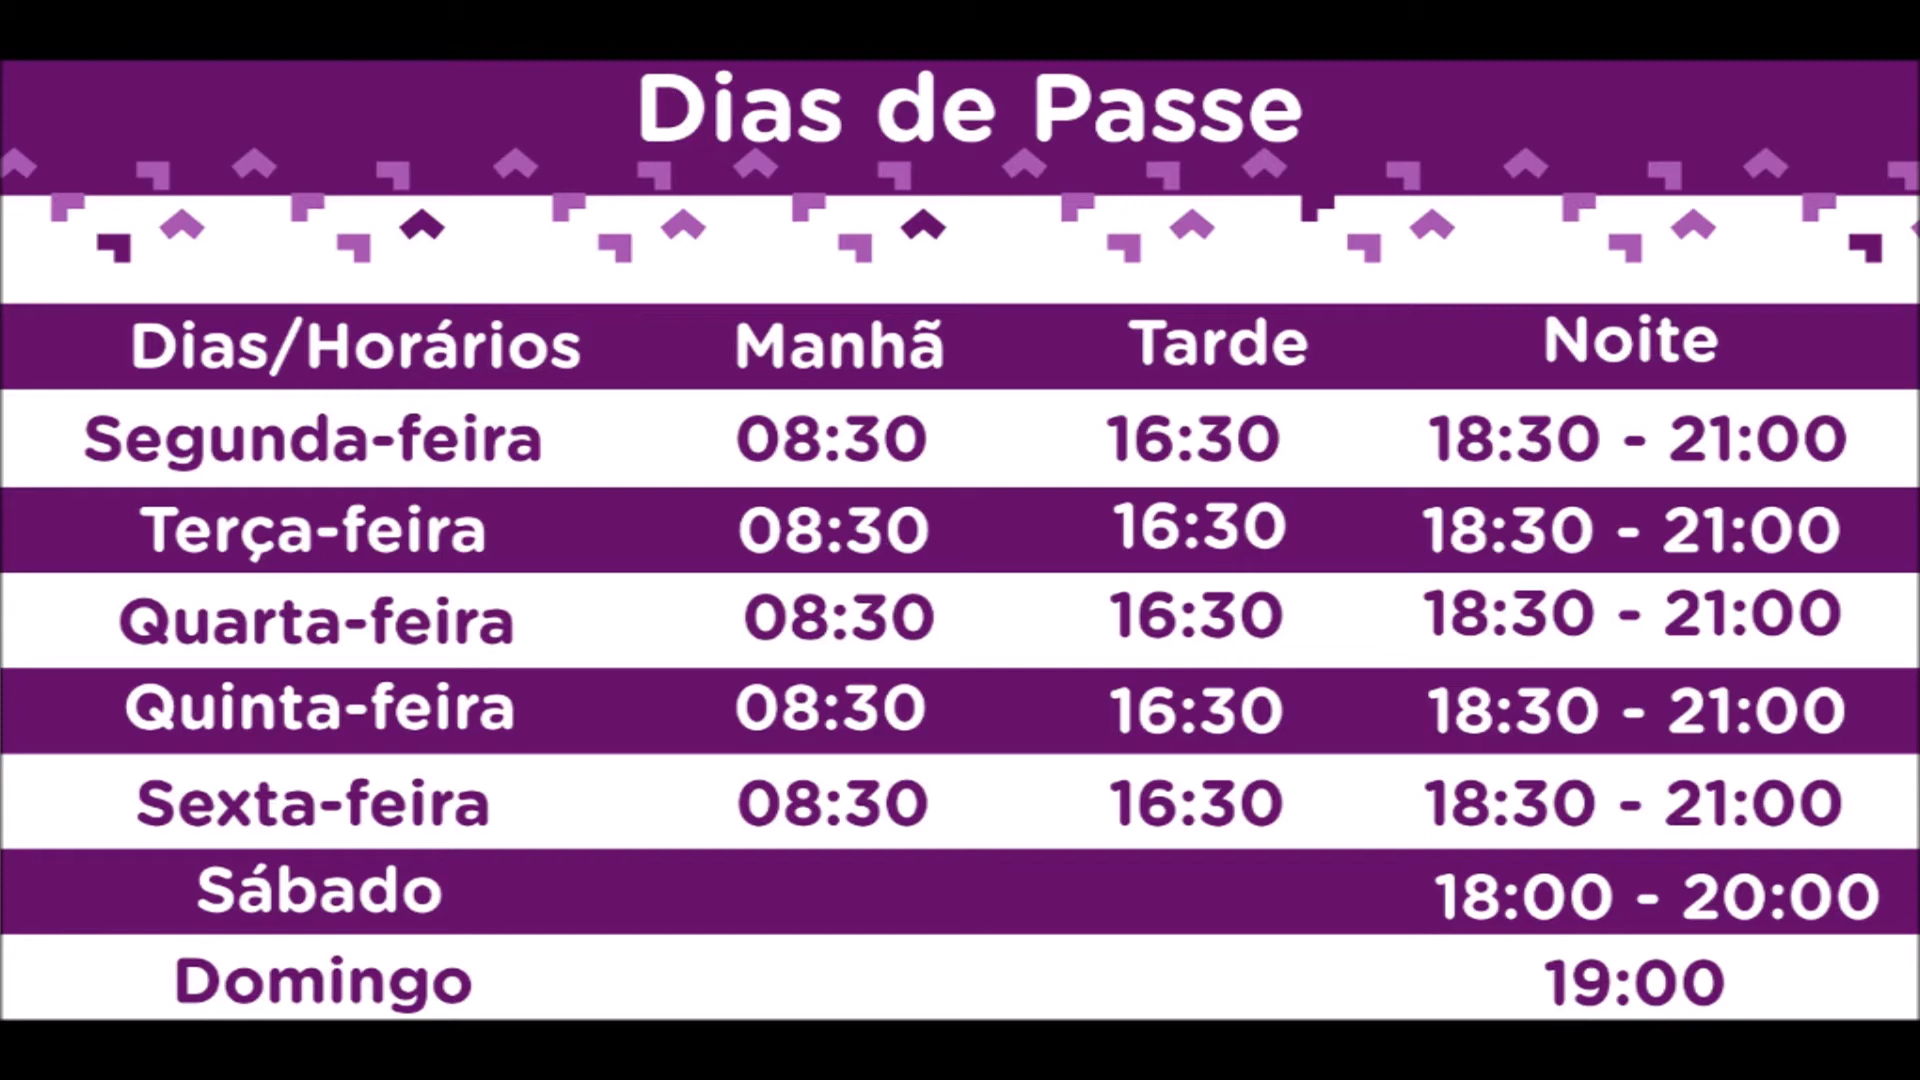 Dias de Passe
Dias/Horários Manhã Tarde Noite
Segunda-feira 08:30 16:30 18:30 - 21:00
Terça-feira 08:30 16:30 18:30 - 21:00
Quarta-feira 08:30 16:30 18:30 - 21:00
Quinta-feira 08:30 16:30 18:30 - 21:00
Sexta-feira 08:30 16:30 18:30 - 21:00
Sábado 18:00 - 20:00
Domingo 19:00